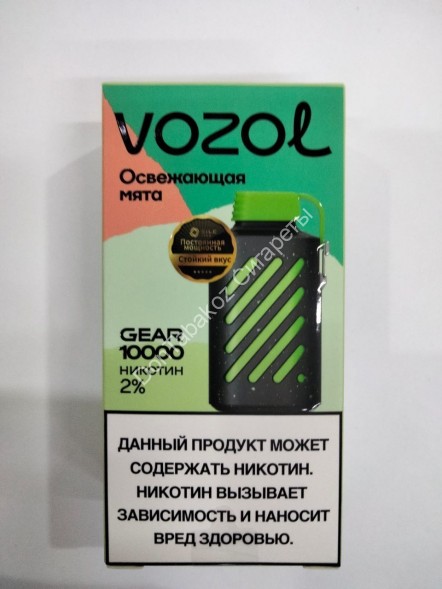 VOZOL
Освежающая
мята
Постоянная
мощность
Стойкий вкус
GEAR
10000
НИКОТИН
2%
ДАННЫЙ ПРОДУКТ МОЖЕТ
СОДЕРЖАТЬ НИКОТИН.
НИКОТИН ВЫЗЫВАЕТ
ЗАВИСИМОСТЬ И НАНОСИТ
ВРЕД ЗДОРОВЬЮ.
Сигареты